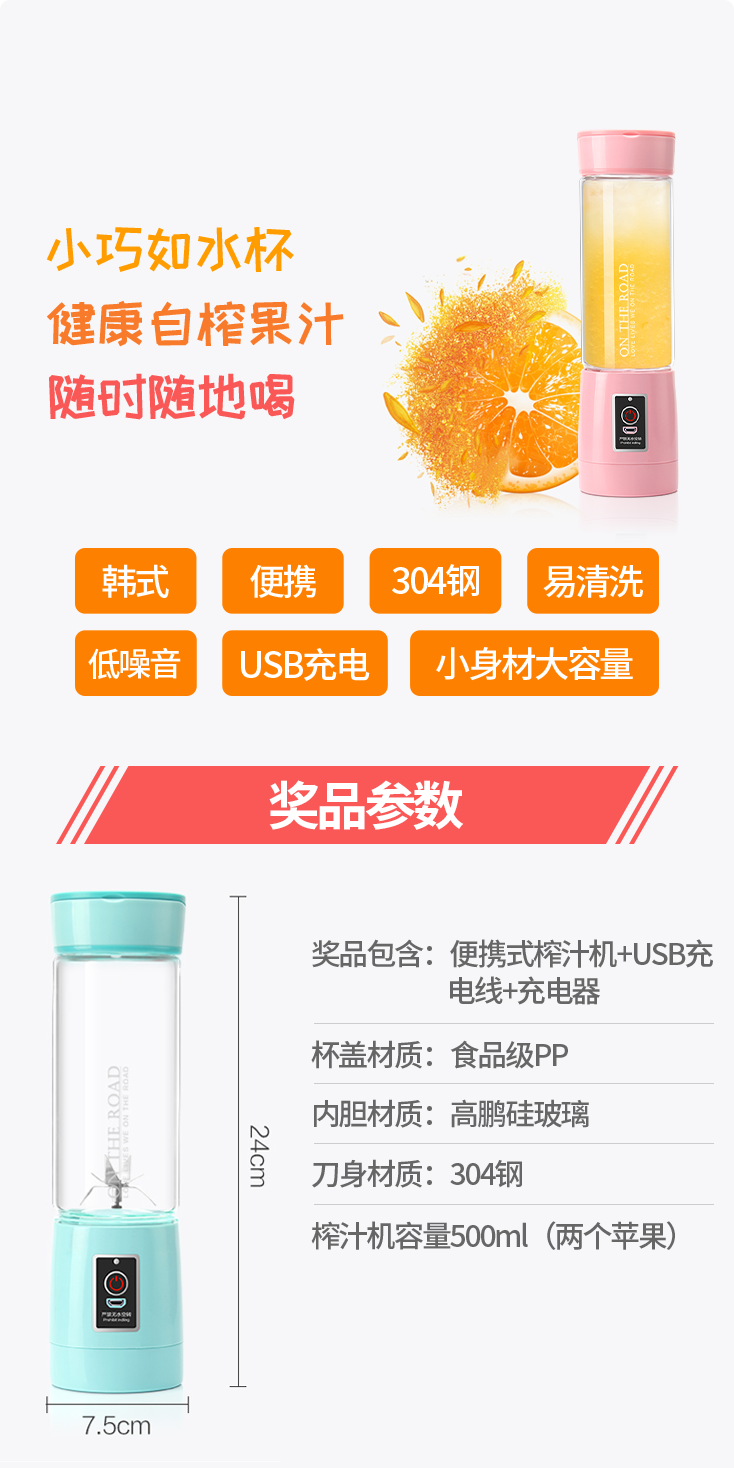 小巧如水杯
健康自榨果汁
随时随地喝
ON THE ROAD
韩式
便携
304钢
易清洗
低噪音
USB充电
小身材大容量
奖品参数
奖品包含：便携式榨汁机+USB充
电线+充电器
杯盖材质：食品级PP
内胆材质：高鹏硅玻璃
刀身材质：304钢
榨汁机容量500ml（两个苹果）
THE ROAD
24cm
7.5cm